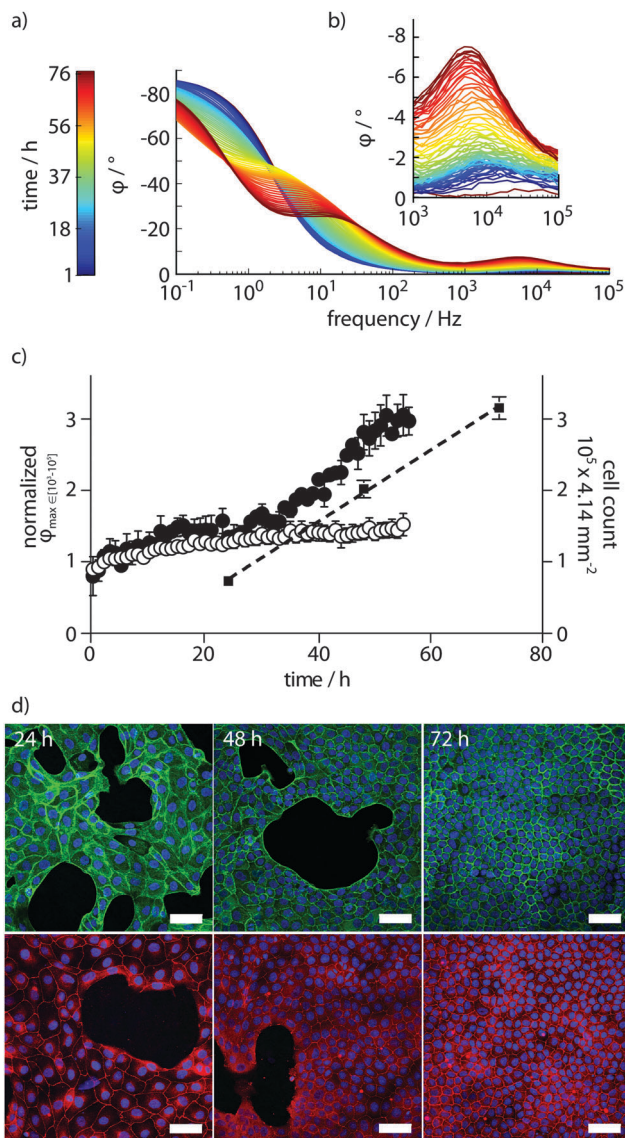 a)
b)
time / h
76
56
37
18
1
φ / °
-80
-60
-40
-20
0
10⁻¹
10⁰
10¹
10²
10³
10⁴
10⁵
frequency / Hz
φ / °
-8
-6
-4
-2
0
10³
10⁴
10⁵
c)
normalized
φmax ∈[10³-10⁵]
3
2
1
0
0
20
40
60
80
time / h
3
2
1
0
cell count
10⁵ x 4.14 mm⁻²
d)
24 h
48 h
72 h